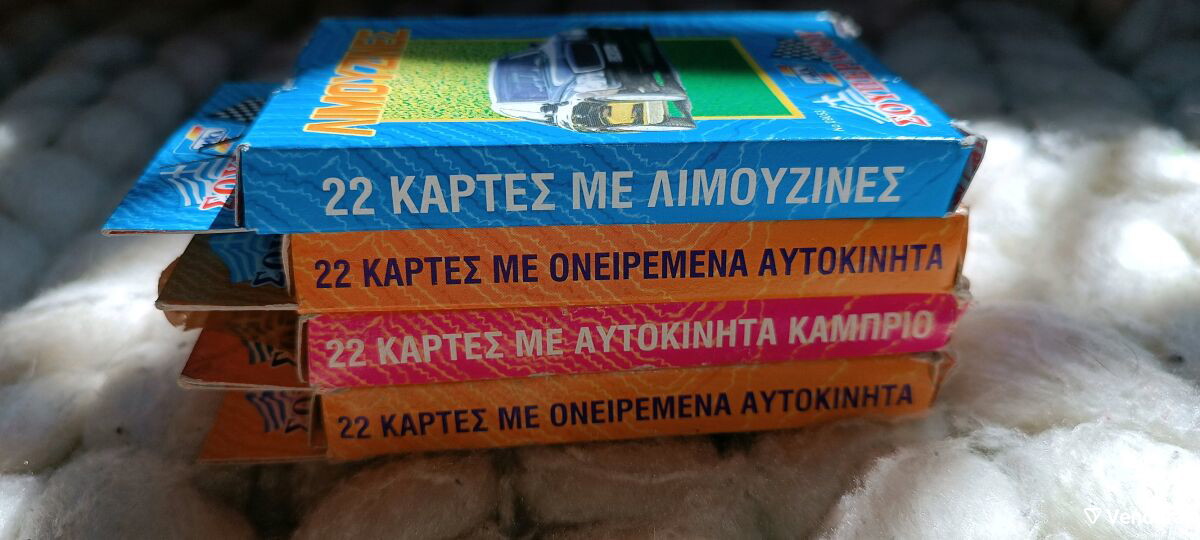 ΛΙΜΟΥΖΙΝΕΣ
22 ΚΑΡΤΕΣ ΜΕ ΛΙΜΟΥΖΙΝΕΣ
22 ΚΑΡΤΕΣ ΜΕ ΟΝΕΙΡΕΜΕΝΑ ΑΥΤΟΚΙΝΗΤΑ
22 ΚΑΡΤΕΣ ΜΕ ΑΥΤΟΚΙΝΗΤΑ ΚΑΜΠΡΙΟ
22 ΚΑΡΤΕΣ ΜΕ ΟΝΕΙΡΕΜΕΝΑ ΑΥΤΟΚΙΝΗΤΑ